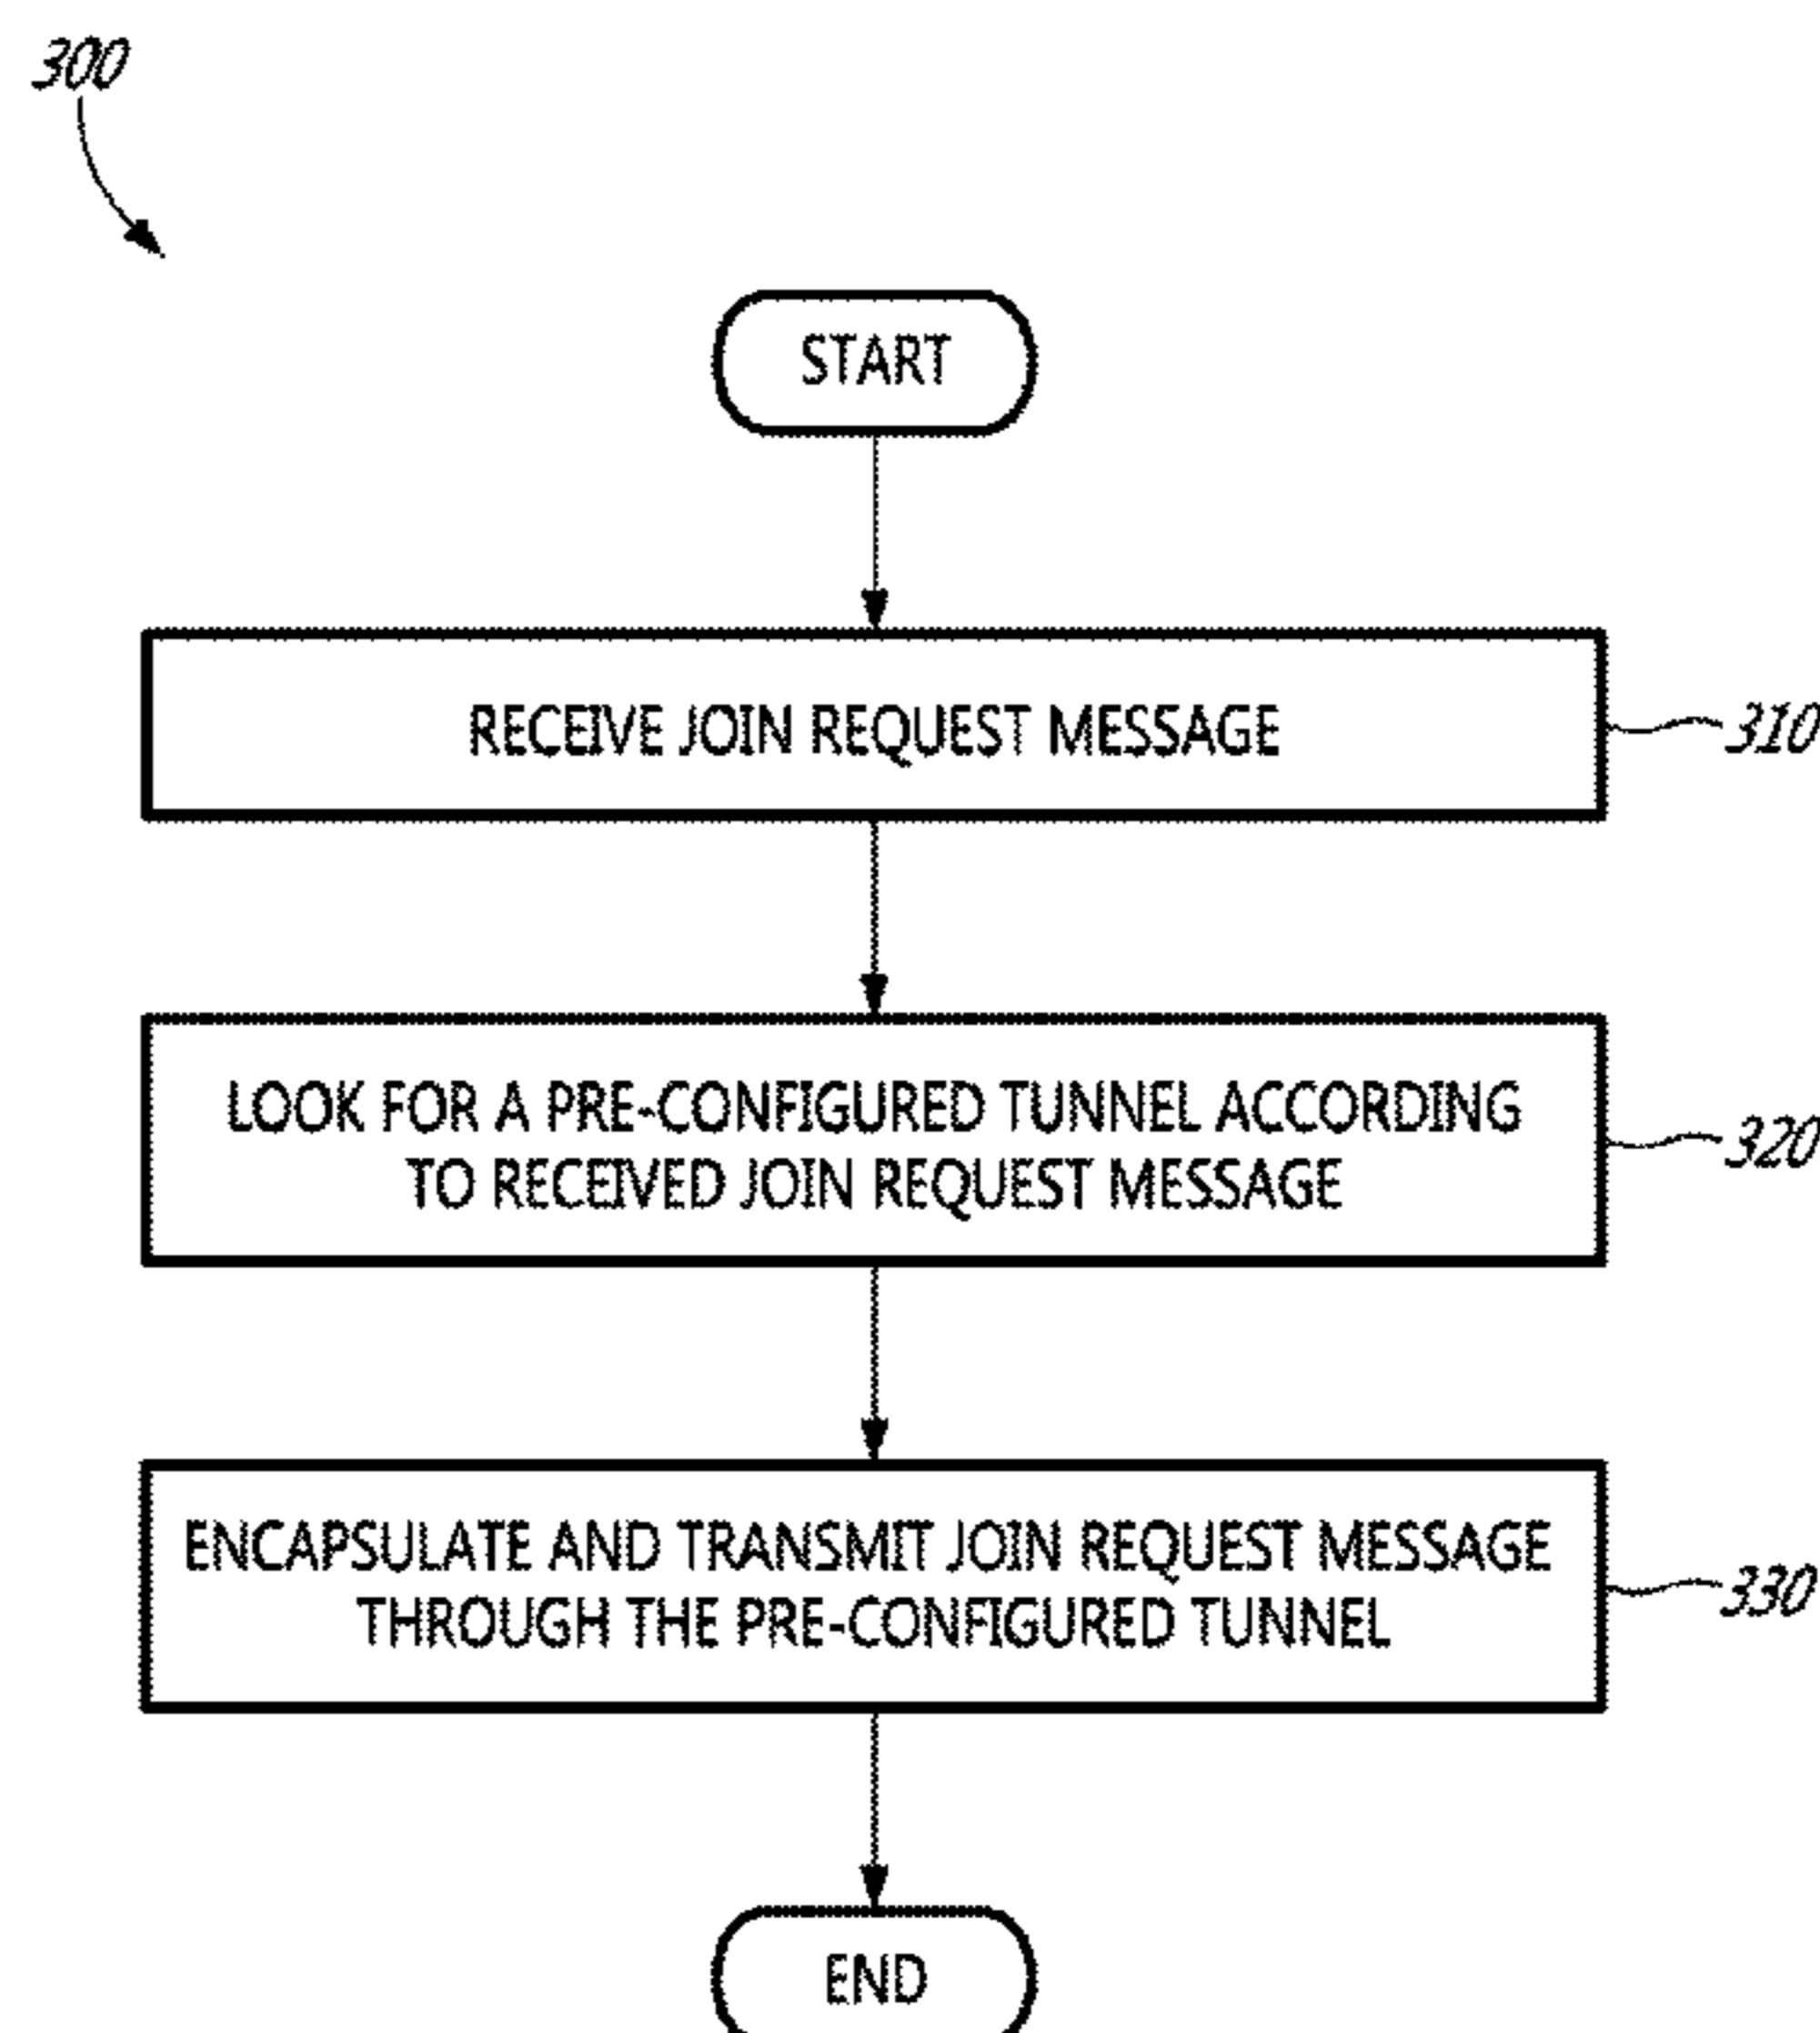 300
START
RECEIVE JOIN REQUEST MESSAGE
310
LOOK FOR A PRE-CONFIGURED TUNNEL ACCORDING
TO RECEIVED JOIN REQUEST MESSAGE
320
ENCAPSULATE AND TRANSMIT JOIN REQUEST MESSAGE
THROUGH THE PRE-CONFIGURED TUNNEL
330
END